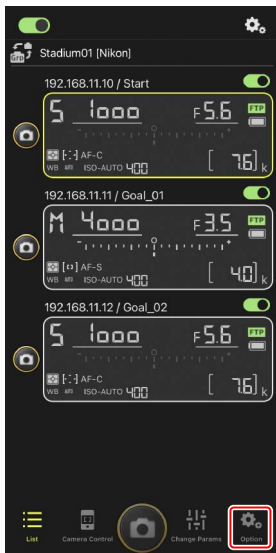 Grp Stadium01 [Nikon]
192.168.11.10 / Start
S 1000 F5.6 FTP
[:] AF-C
WB ISO-AUTO 400 [ 7.6] k
192.168.11.11 / Goal_01
M 4000 F3.5 FTP
[ ] AF-S
WB ISO-AUTO 400 [ 4.0] k
192.168.11.12 / Goal_02
S 1000 F5.6 FTP
[:] AF-C
WB ISO-AUTO 400 [ 7.6] k
List Camera Control Change Params Option